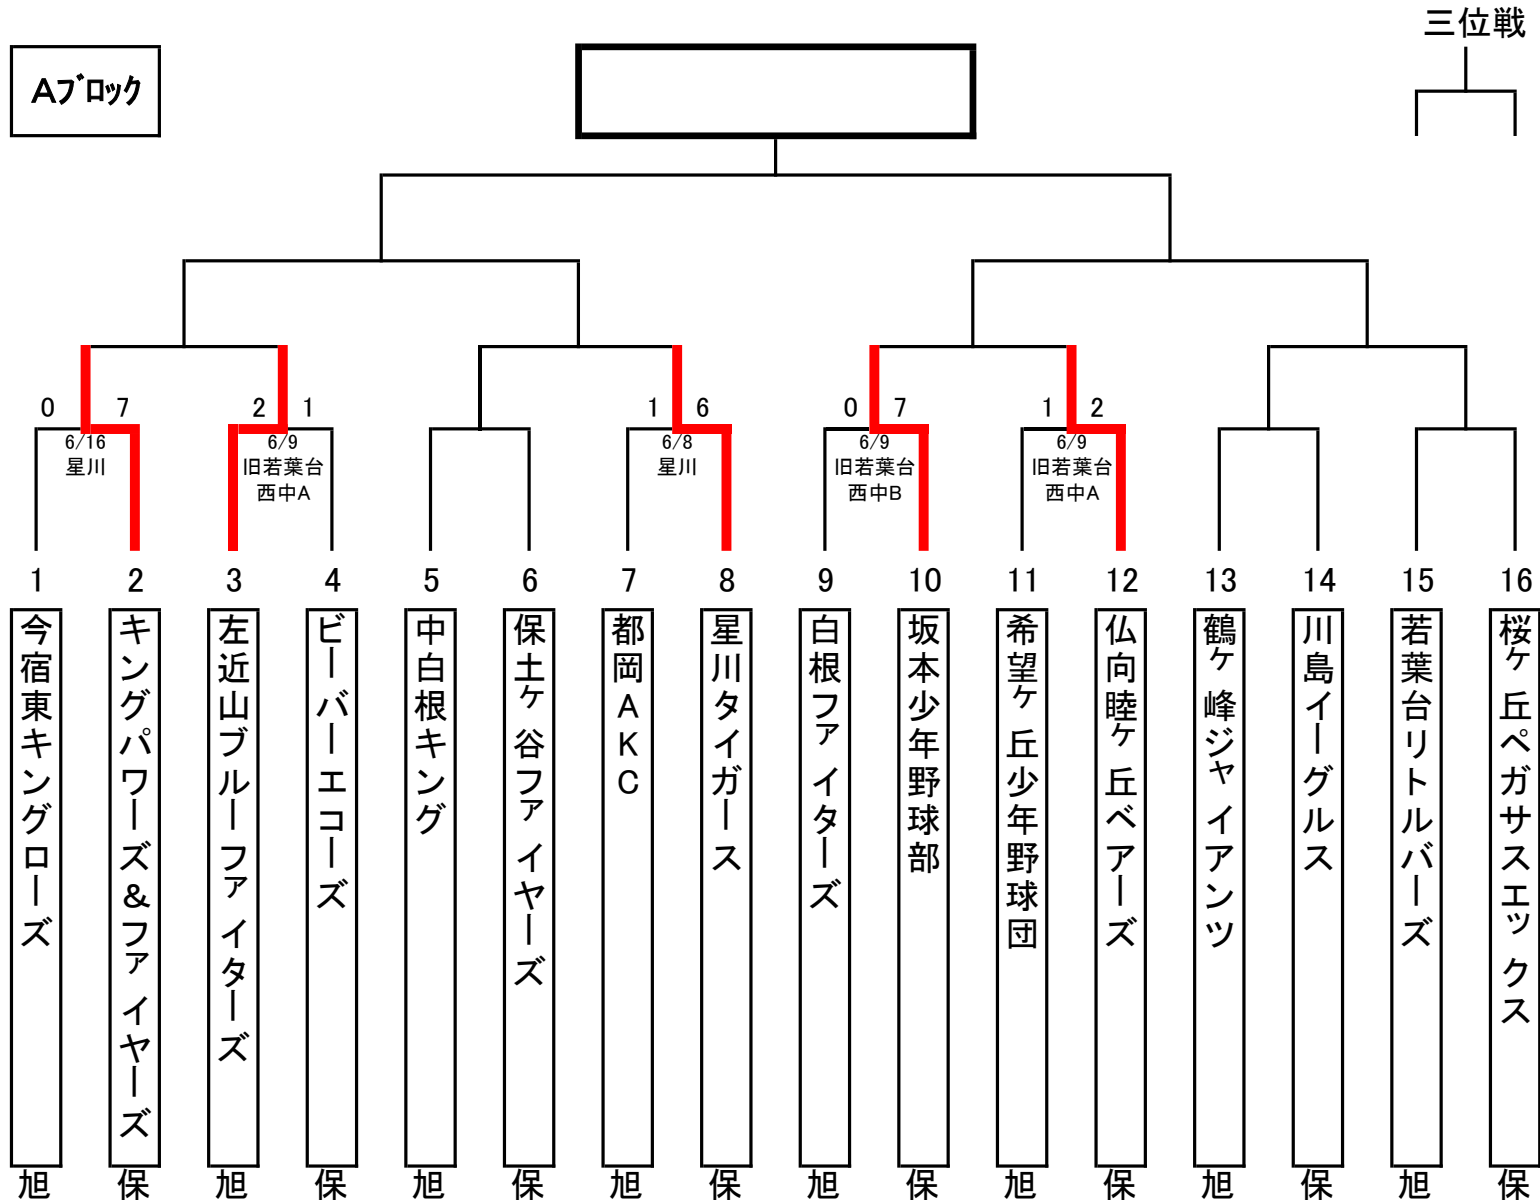 三位戦
Aブロック
0 7 2 1 1 6 0 7 1 2
6/16 6/9 6/8 6/9 6/9
星川 旧若葉台 星川 旧若葉台 旧若葉台
西中A 西中B 西中A
1 2 3 4 5 6 7 8 9 10 11 12 13 14 15 16
今宿東キングローズ
キングパワーズ&ファイヤーズ
左近山ブルーファイターズ
ビーバーエコーズ
中白根キング
保土ケ谷ファイヤーズ
都岡AKC
星川タイガース
白根ファイターズ
坂本少年野球部
希望ケ丘少年野球団
仏向睦ケ丘ベアーズ
鶴ケ峰ジャイアンツ
川島イーグルス
若葉台リトルバーズ
桜ケ丘ペガサスエックス
旭 保 旭 保 旭 保 旭 保 旭 保 旭 保 旭 保 旭 保